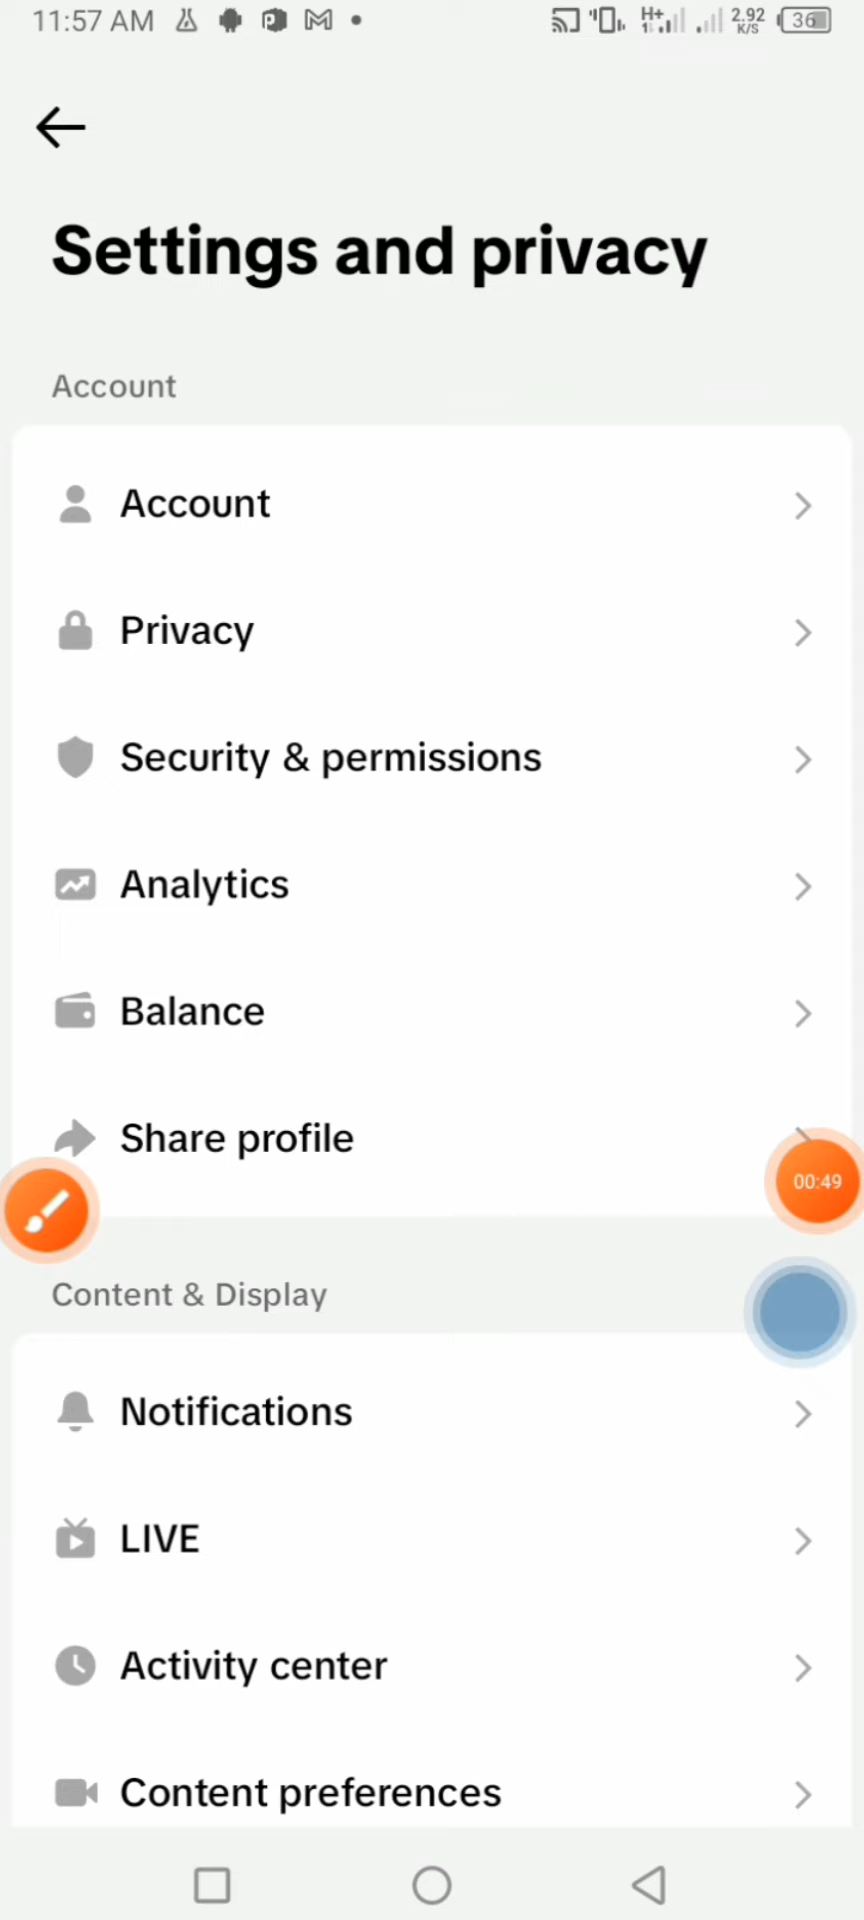 11:57 AM H+ 2.92 K/S 36
Settings and privacy
Account
Account
Privacy
Security & permissions
Analytics
Balance
Share profile
00:49
Content & Display
Notifications
LIVE
Activity center
Content preferences